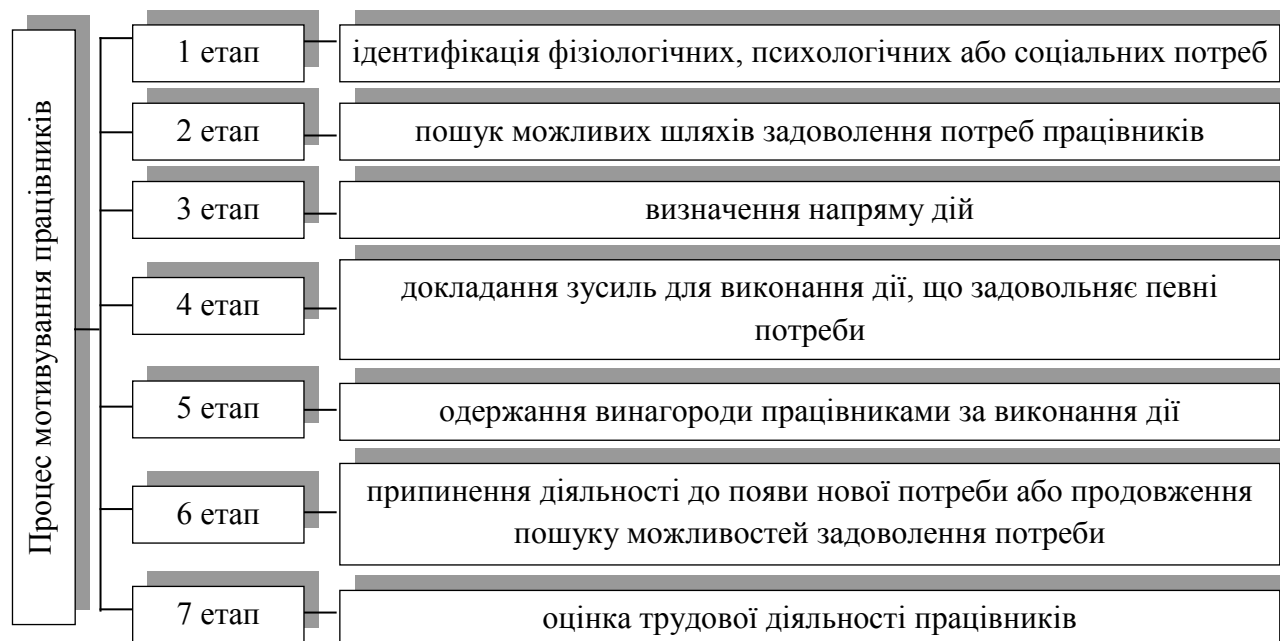 Процес мотивування працівників
1 етап
ідентифікація фізіологічних, психологічних або соціальних потреб
2 етап
пошук можливих шляхів задоволення потреб працівників
3 етап
визначення напряму дій
4 етап
докладання зусиль для виконання дії, що задовольняє певні
потреби
5 етап
одержання винагороди працівниками за виконання дії
6 етап
припинення діяльності до появи нової потреби або продовження
пошуку можливостей задоволення потреби
7 етап
оцінка трудової діяльності працівників